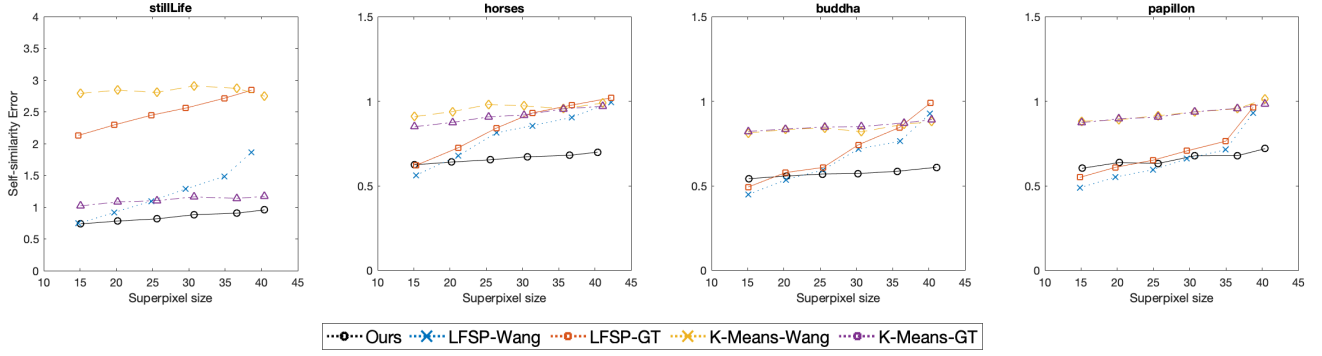 stillLife
horses
buddha
papillon
Self-similarity Error
4
3.5
3
2.5
2
1.5
1
0.5
0
10 15 20 25 30 35 40 45
Superpixel size
1.5
1
0.5
0
10 15 20 25 30 35 40 45
Superpixel size
1.5
1
0.5
0
10 15 20 25 30 35 40 45
Superpixel size
1.5
1
0.5
0
10 15 20 25 30 35 40 45
Superpixel size
Ours LFSP-Wang LFSP-GT K-Means-Wang K-Means-GT